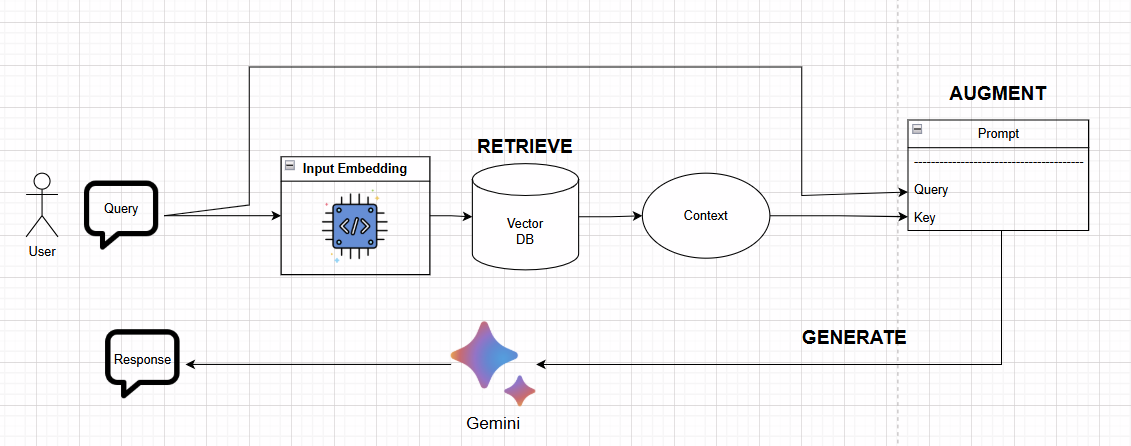 AUGMENT
Prompt
RETRIEVE
Input Embedding
Query
Query
Vector
DB
Context
Key
User
GENERATE
Response
Gemini